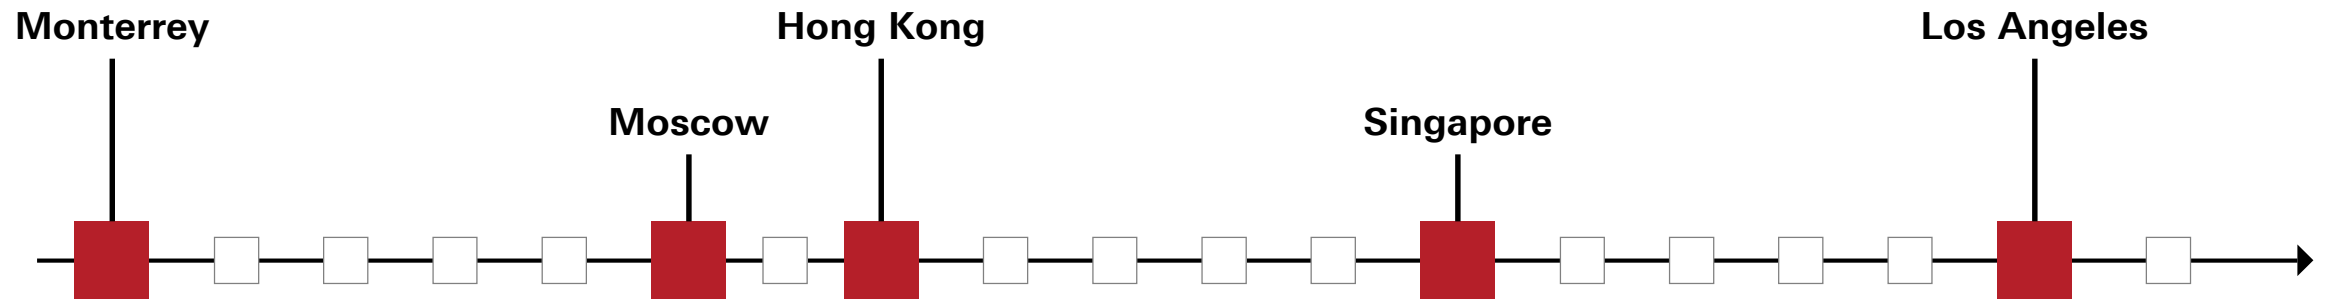 Monterrey
Moscow
Hong Kong
Singapore
Los Angeles